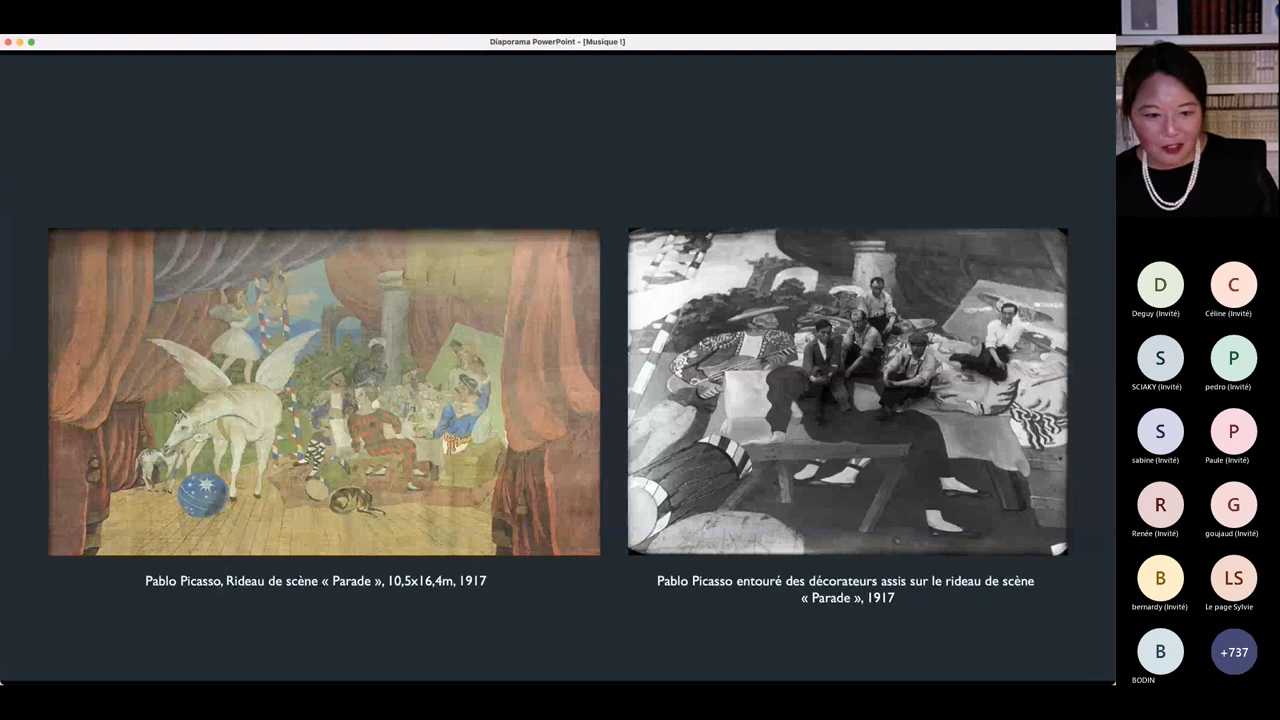 Diaporama PowerPoint - [Musique !]
Pablo Picasso, Rideau de scène « Parade », 10,5x16,4m, 1917
Pablo Picasso entouré des décorateurs assis sur le rideau de scène
« Parade », 1917
D
C
Deguy (Invité)
Céline (Invité)
S
P
SCIAKY (Invité)
pedro (Invité)
S
P
sabine (Invité)
Paule (Invité)
R
G
Renée (Invité)
goujaud (Invité)
B
LS
bernardy (Invité)
Le page Sylvie
B
+737
BODIN